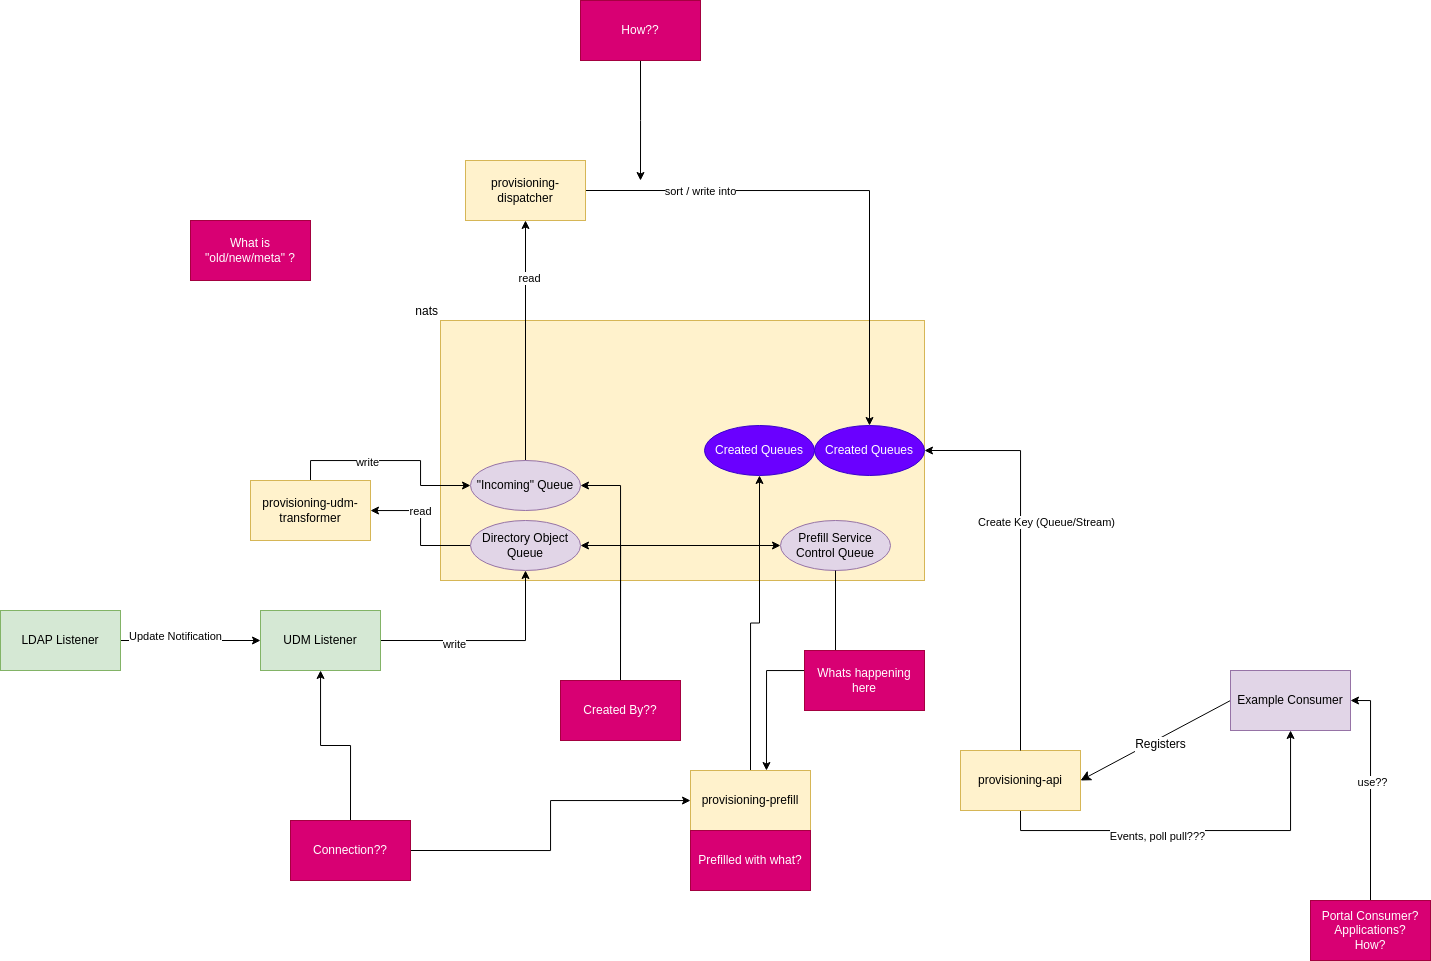 How??
provisioning-
dispatcher
sort / write into
What is
"old/new/meta" ?
read
nats
Created Queues
Created Queues
write
"Incoming" Queue
provisioning-udm-
transformer
read
Create Key (Queue/Stream)
Directory Object
Queue
Prefill Service
Control Queue
LDAP Listener
Update Notification
UDM Listener
write
Whats happening
here
Created By??
Example Consumer
Registers
provisioning-api
use??
provisioning-prefill
Events, poll pull???
Connection??
Prefilled with what?
Portal Consumer?
Applications?
How?